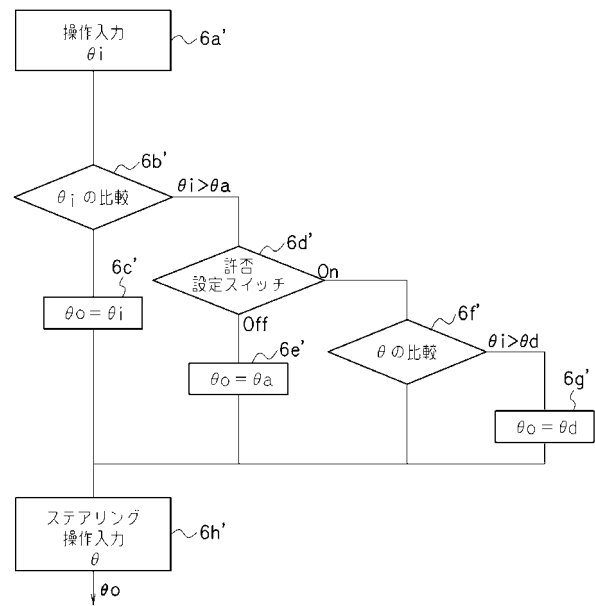 操作入力
θi
6a'
6b'
θiの比較
θi>θa
6c'
θo=θi
6d'
許否
設定スイッチ
On
Off
6e'
θo=θa
6f'
θの比較
θi>θd
6g'
θo=θd
ステアリング
操作入力
θ
6h'
θo